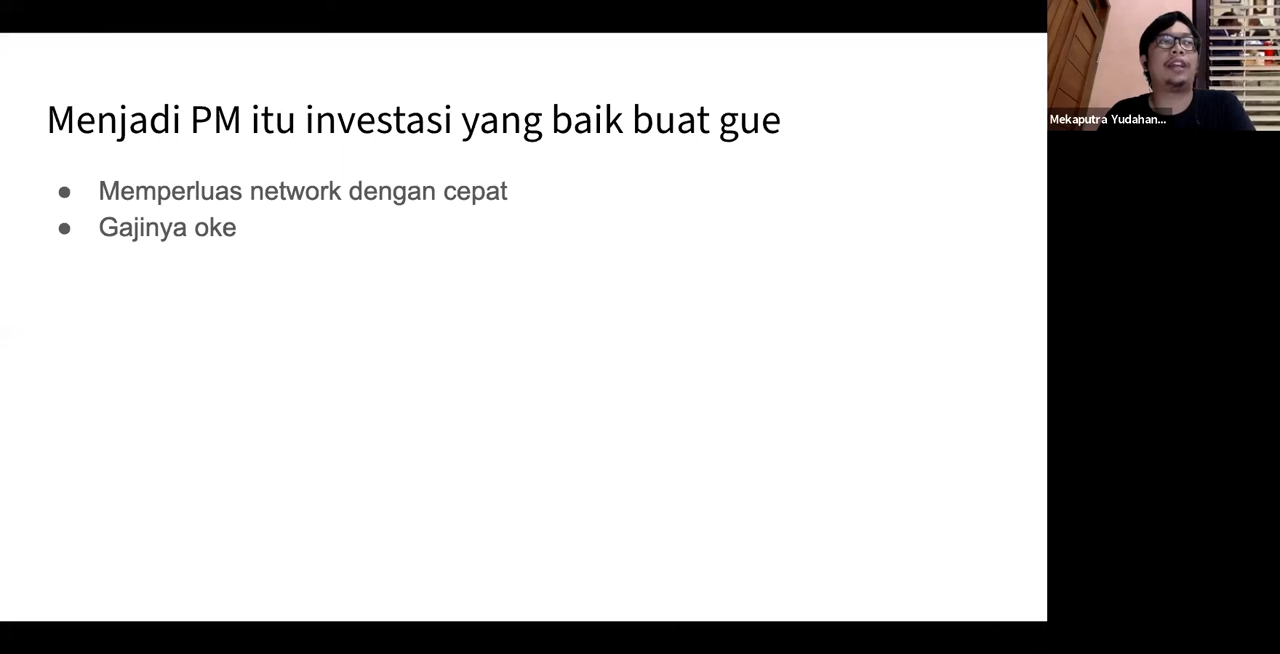 Menjadi PM itu investasi yang baik buat gue
● Memperluas network dengan cepat
● Gajinya oke
Mekaputra Yudahan...